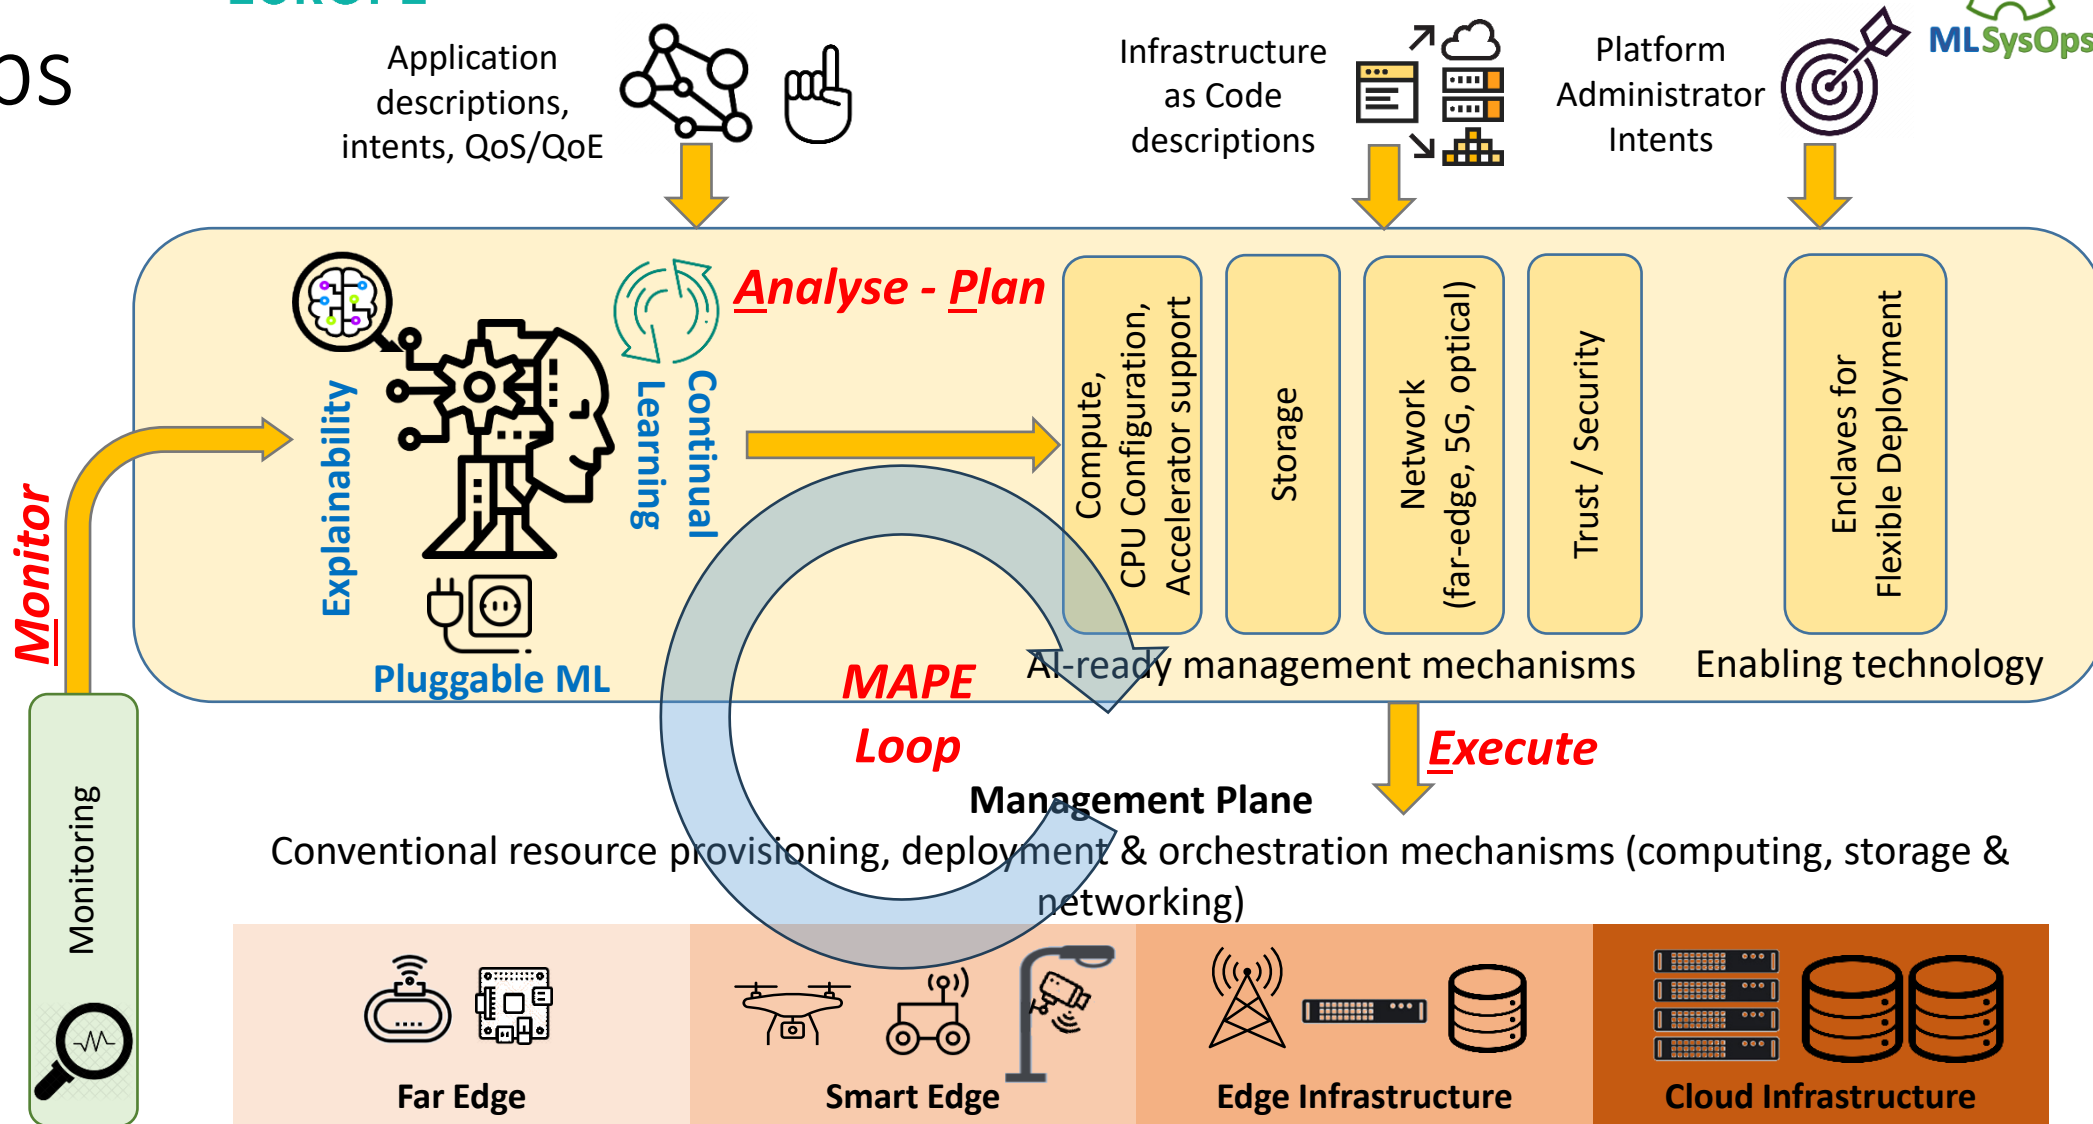 Application
descriptions,
intents, QoS/QoE
Infrastructure
as Code
descriptions
Platform
Administrator
Intents
MLSysOps
Analyse - Plan
Explainability
Continual
Learning
Pluggable ML
Compute,
CPU Configuration,
Accelerator support
Storage
Network
(far-edge, 5G, optical)
Trust / Security
Enclaves for
Flexible Deployment
AI-ready management mechanisms
Enabling technology
Monitor
Monitoring
MAPE
Loop
Execute
Management Plane
Conventional resource provisioning, deployment & orchestration mechanisms (computing, storage &
networking)
Far Edge
Smart Edge
Edge Infrastructure
Cloud Infrastructure